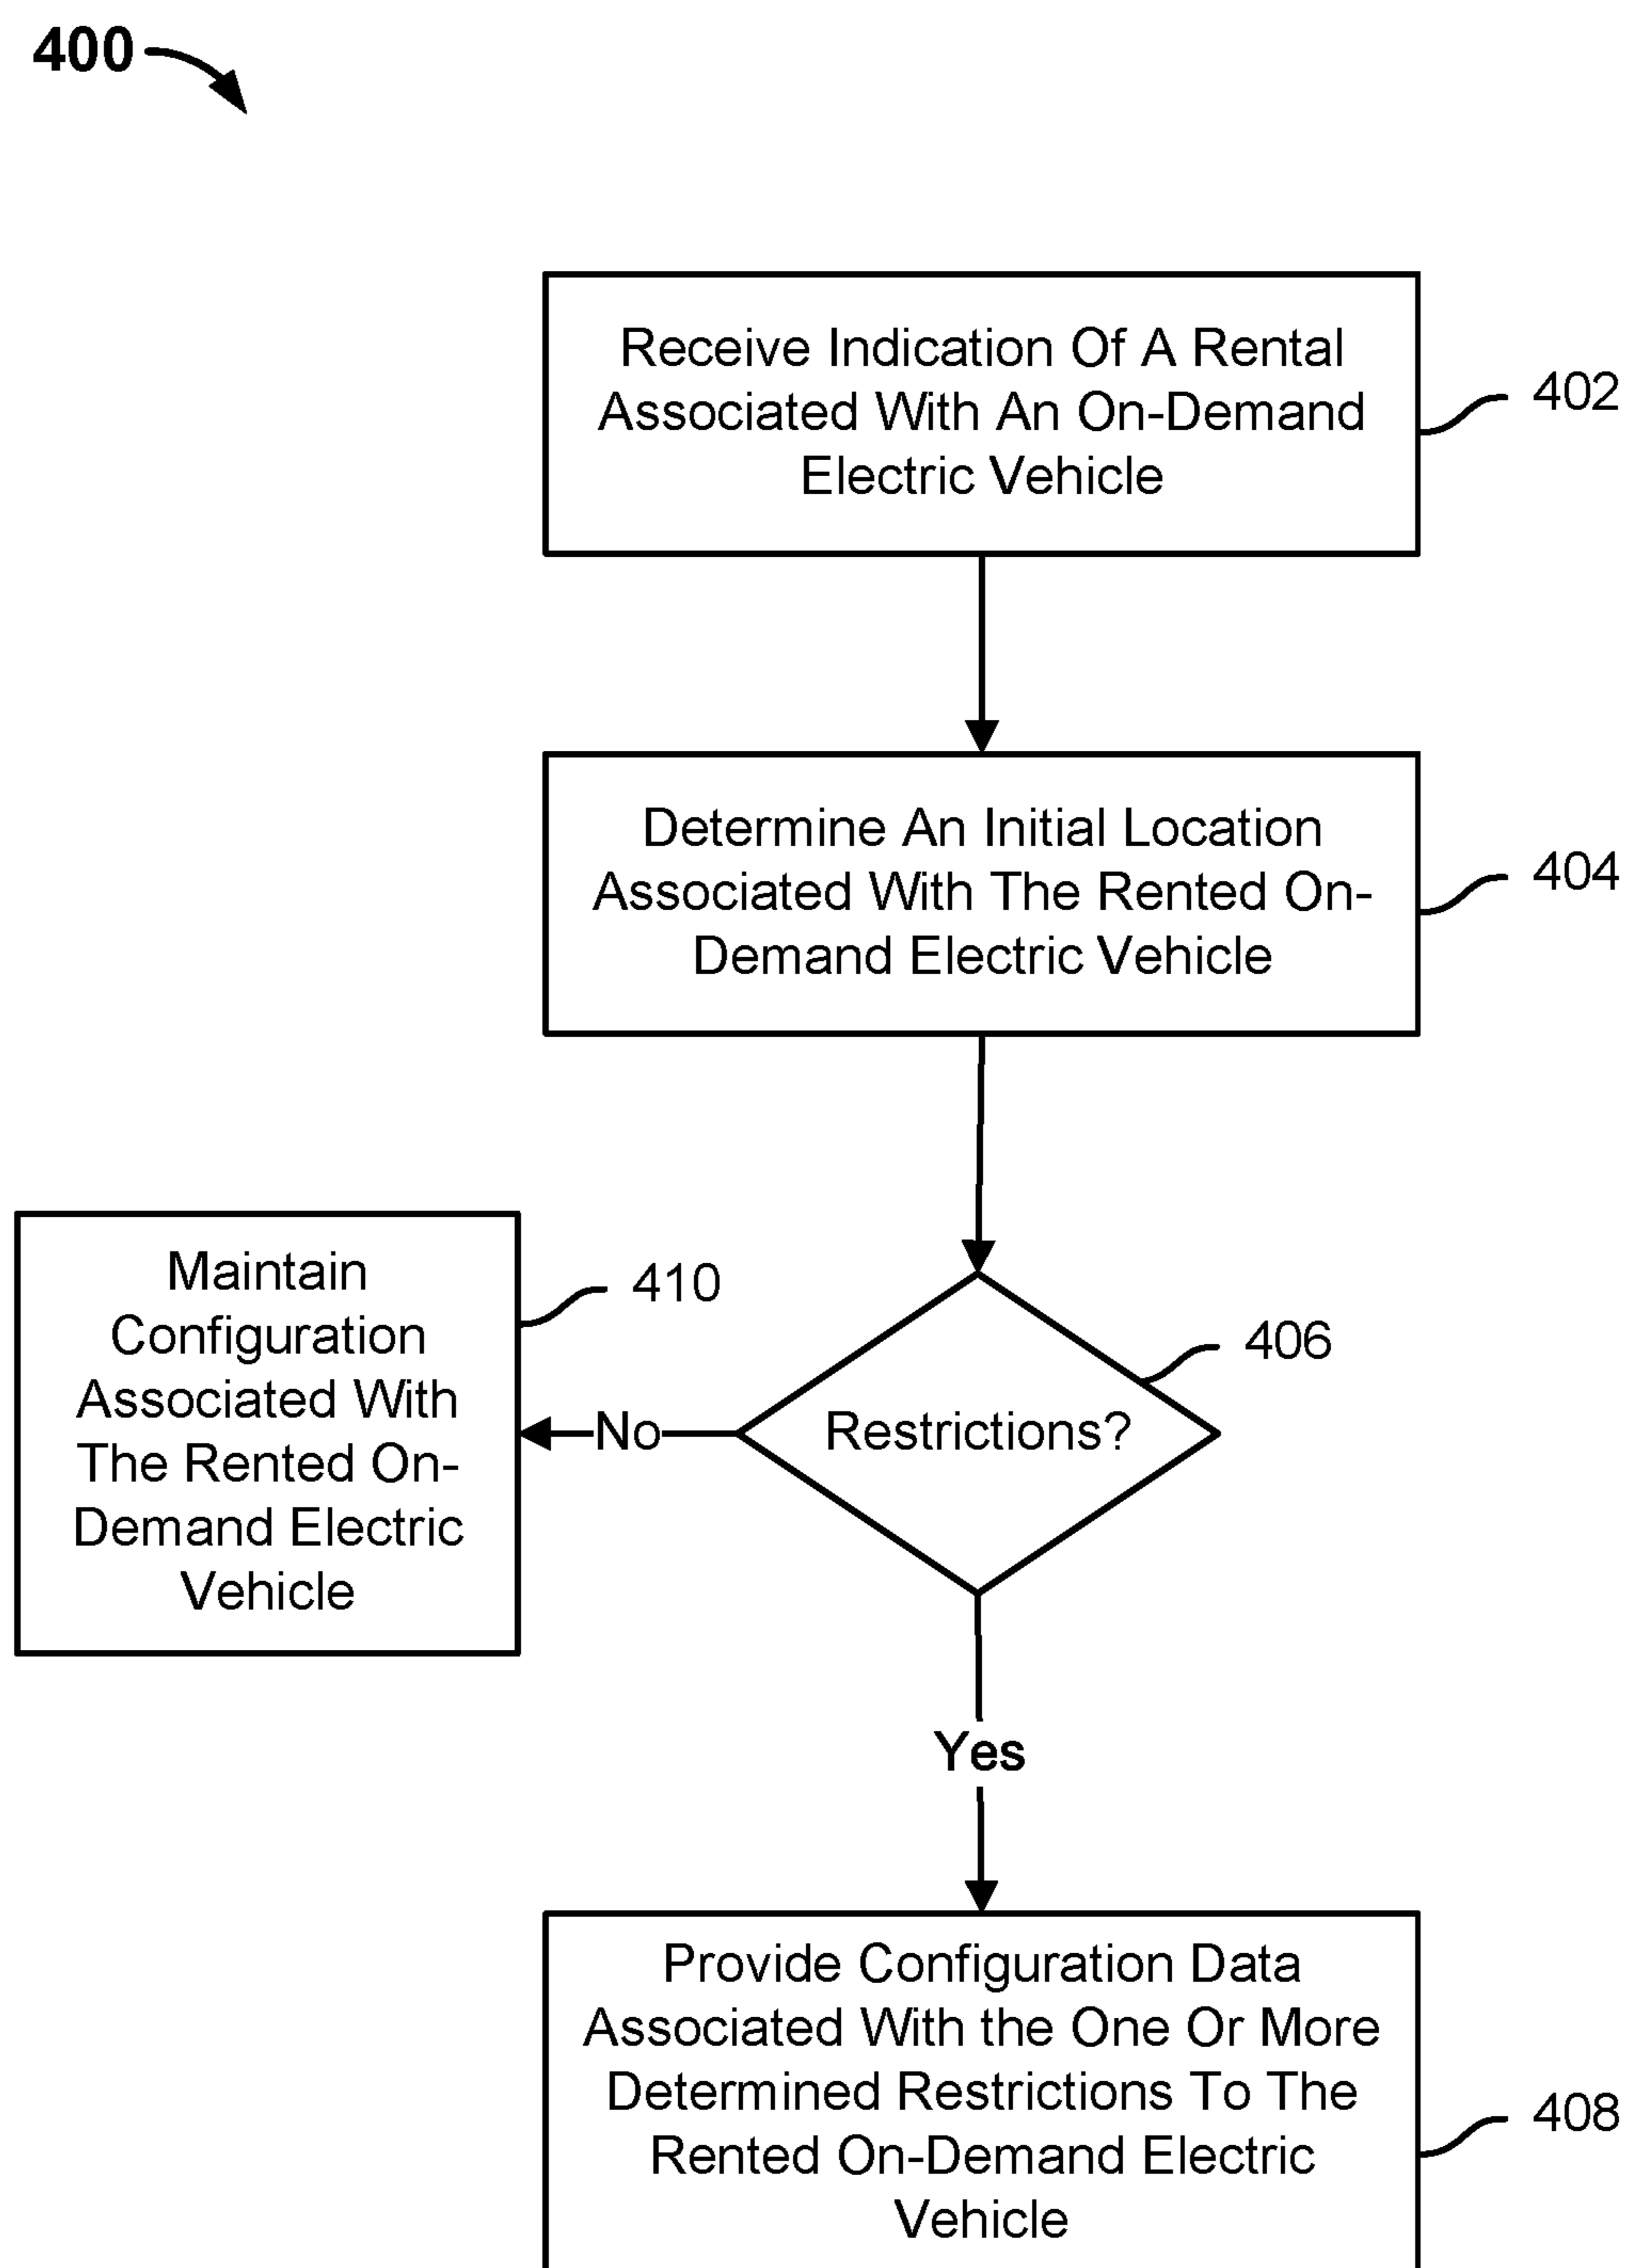 400
Receive Indication Of A Rental
Associated With An On-Demand
Electric Vehicle
402
Determine An Initial Location
Associated With The Rented On-
Demand Electric Vehicle
404
Maintain
Configuration
Associated With
The Rented On-
Demand Electric
Vehicle
410
No
Restrictions?
406
Yes
Provide Configuration Data
Associated With the One Or More
Determined Restrictions To The
Rented On-Demand Electric
Vehicle
408